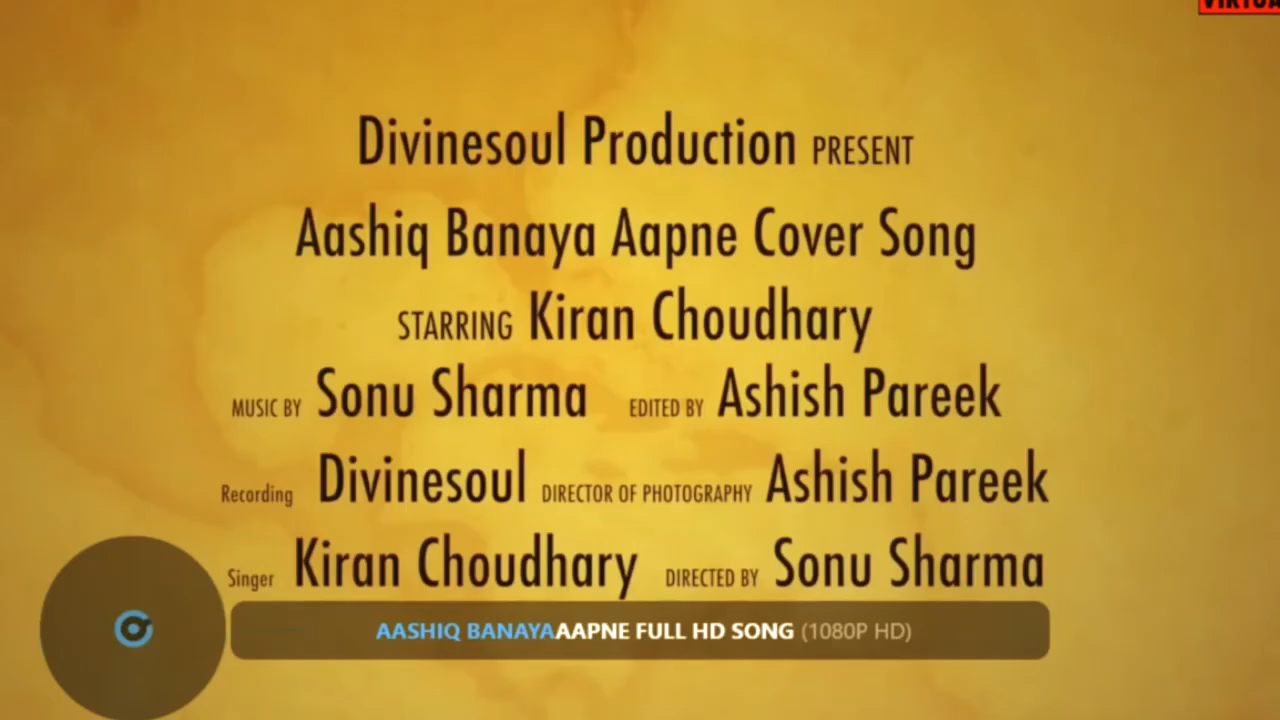 Divinesoul Production PRESENT
Aashiq Banaya Aapne Cover Song
STARRING Kiran Choudhary
MUSIC BY Sonu Sharma EDITED BY Ashish Pareek
Recording Divinesoul DIRECTOR OF PHOTOGRAPHY Ashish Pareek
Singer Kiran Choudhary DIRECTED BY Sonu Sharma
AASHIQ BANAYAAAPNE FULL HD SONG (1080P HD)